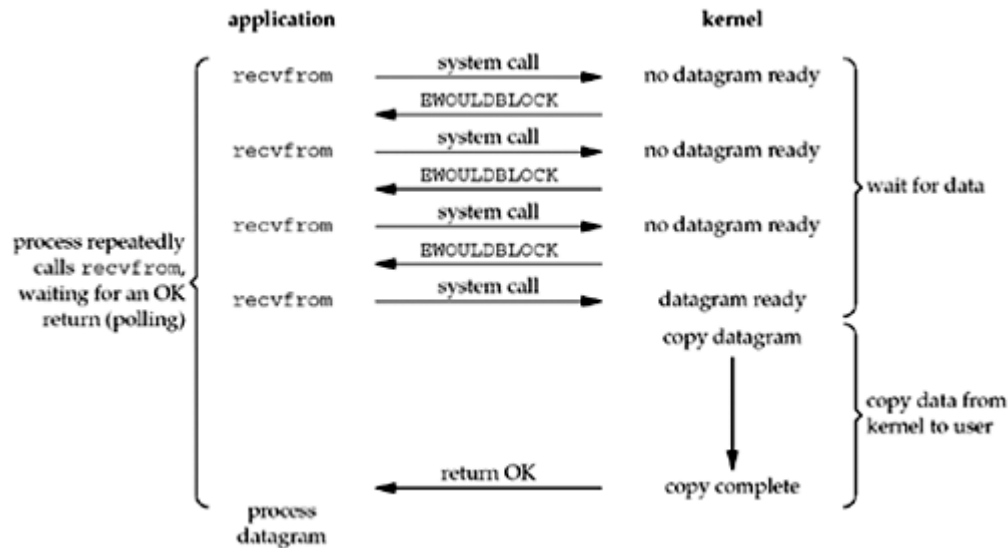 application
kernel
recvfrom
system call
no datagram ready
EWOULDBLOCK
recvfrom
system call
no datagram ready
EWOULDBLOCK
recvfrom
system call
no datagram ready
EWOULDBLOCK
recvfrom
system call
datagram ready
wait for data
process repeatedly
calls recvfrom,
waiting for an OK
return (polling)
copy datagram
copy data from
kernel to user
return OK
copy complete
process
datagram